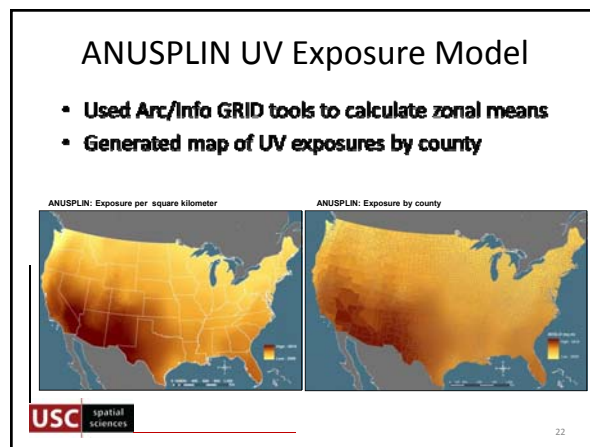 ANUSPLIN UV Exposure Model
• Used Arc/Info GRID tools to calculate zonal means
• Generated map of UV exposures by county
ANUSPLIN: Exposure per square kilometer
ANUSPLIN: Exposure by county
USC spatial
sciences
22